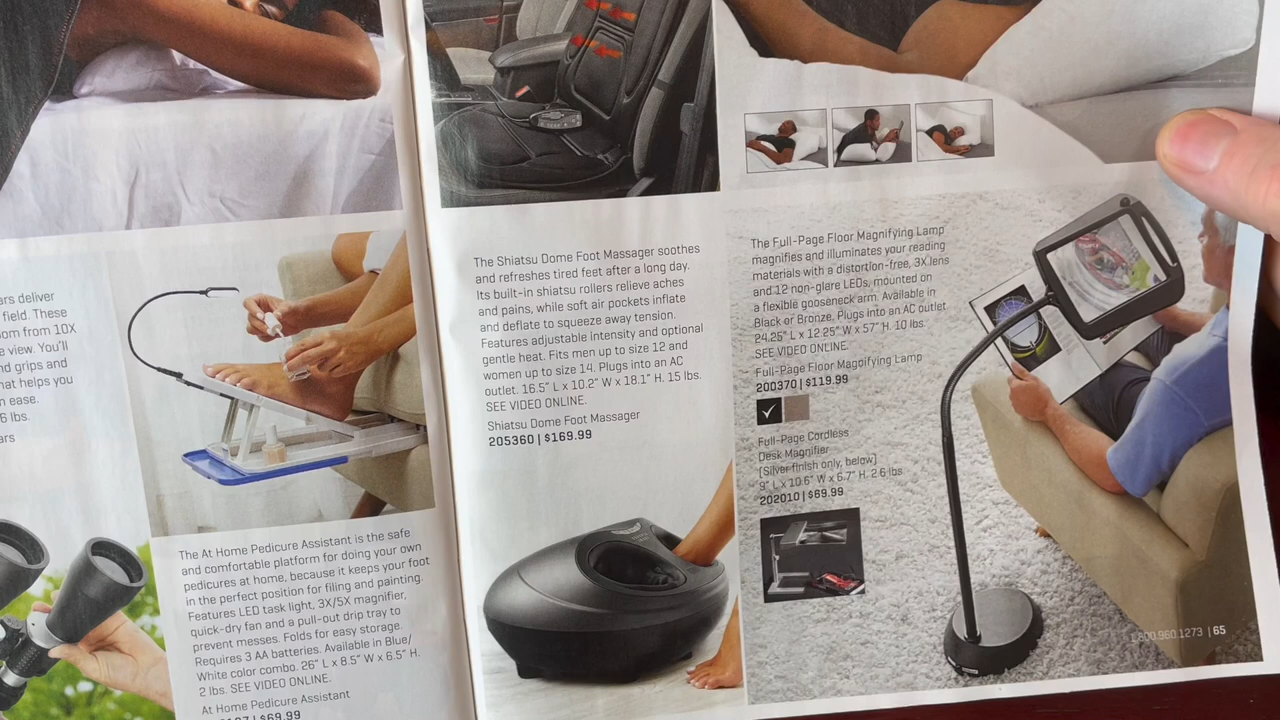 ars deliver
field. These
om from 10X
e view. You'll
nd grips and
hat helps you
n ease.
6 lbs.
ars
The At Home Pedicure Assistant is the safe
and comfortable platform for doing your own
pedicures at home, because it keeps your foot
in the perfect position for filing and painting.
Features LED task light, 3X/5X magnifier,
quick-dry fan and a pull-out drip tray to
prevent messes. Folds for easy storage.
Requires 3 AA batteries. Available in Blue/
White color combo. 26" L x 8.5" W x 6.5" H.
2 lbs. SEE VIDEO ONLINE.
At Home Pedicure Assistant
| $69.99
The Shiatsu Dome Foot Massager soothes
and refreshes tired feet after a long day.
Its built-in shiatsu rollers relieve aches
and pains, while soft air pockets inflate
and deflate to squeeze away tension.
Features adjustable intensity and optional
gentle heat. Fits men up to size 12 and
women up to size 14. Plugs into an AC
outlet. 16.5" L x 10.2" W x 18.1" H. 15 lbs.
SEE VIDEO ONLINE.
Shiatsu Dome Foot Massager
205360 | $169.99
The Full-Page Floor Magnifying Lamp
magnifies and illuminates your reading
materials with a distortion-free, 3X lens
and 12 non-glare LEDs, mounted on
a flexible gooseneck arm. Available in
Black or Bronze. Plugs into an AC outlet.
24.25" L x 12.25" W x 57" H. 10 lbs.
SEE VIDEO ONLINE.
Full-Page Floor Magnifying Lamp
200370 | $119.99
Full-Page Cordless
Desk Magnifier
(Silver finish only, below)
9" L x 10.6" W x 6.7" H. 2.6 lbs
202010 | $69.99
1.800.960.1273 | 65